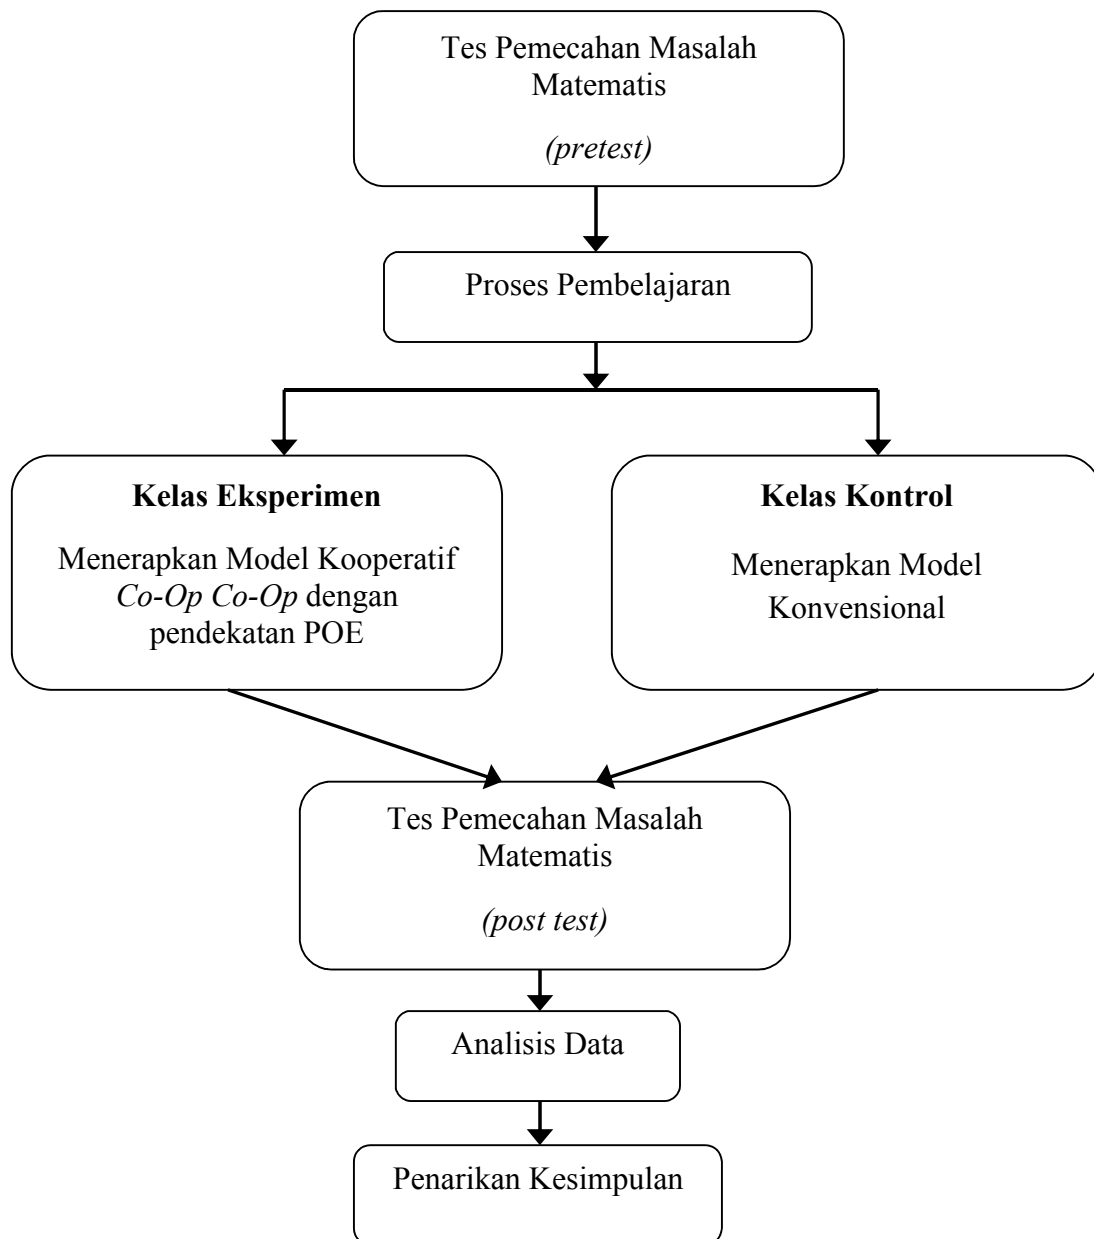 Tes Pemecahan Masalah
Matematis
(pretest)
Proses Pembelajaran
Kelas Eksperimen
Menerapkan Model Kooperatif
Co-Op Co-Op dengan
pendekatan POE
Kelas Kontrol
Menerapkan Model
Konvensional
Tes Pemecahan Masalah
Matematis
(post test)
Analisis Data
Penarikan Kesimpulan